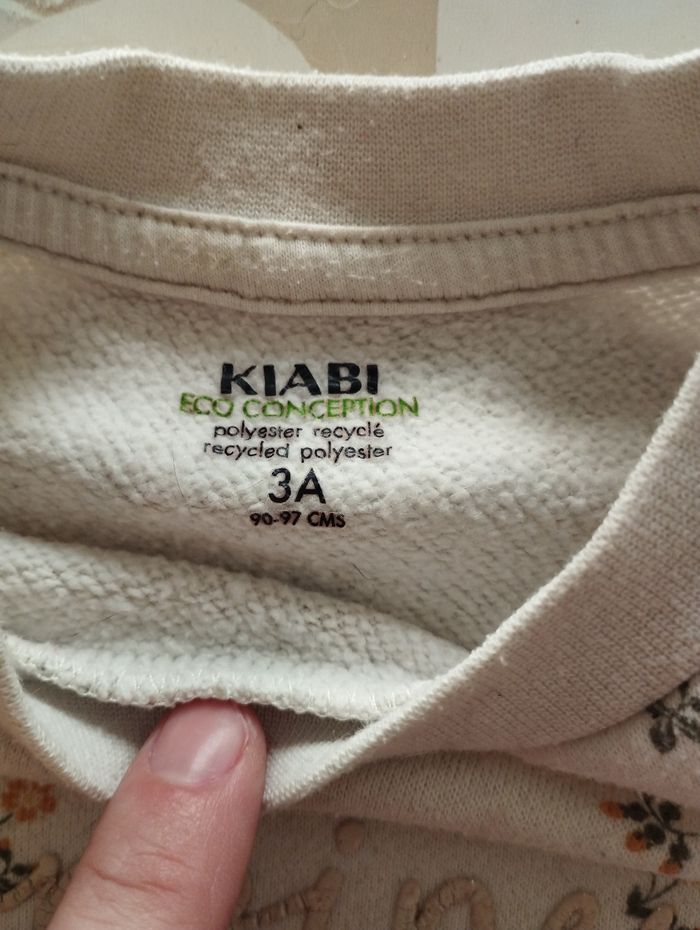 KIABI
ECO CONCEPTION
polyester recyclé
recycled polyester
3A
90-97 CMS